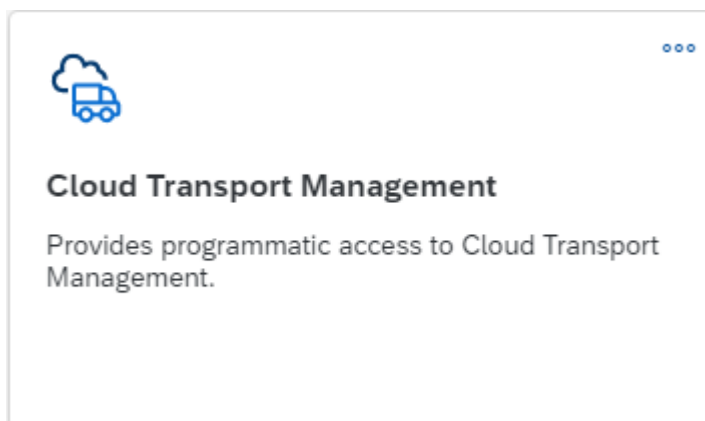 Cloud Transport Management
Provides programmatic access to Cloud Transport
Management.